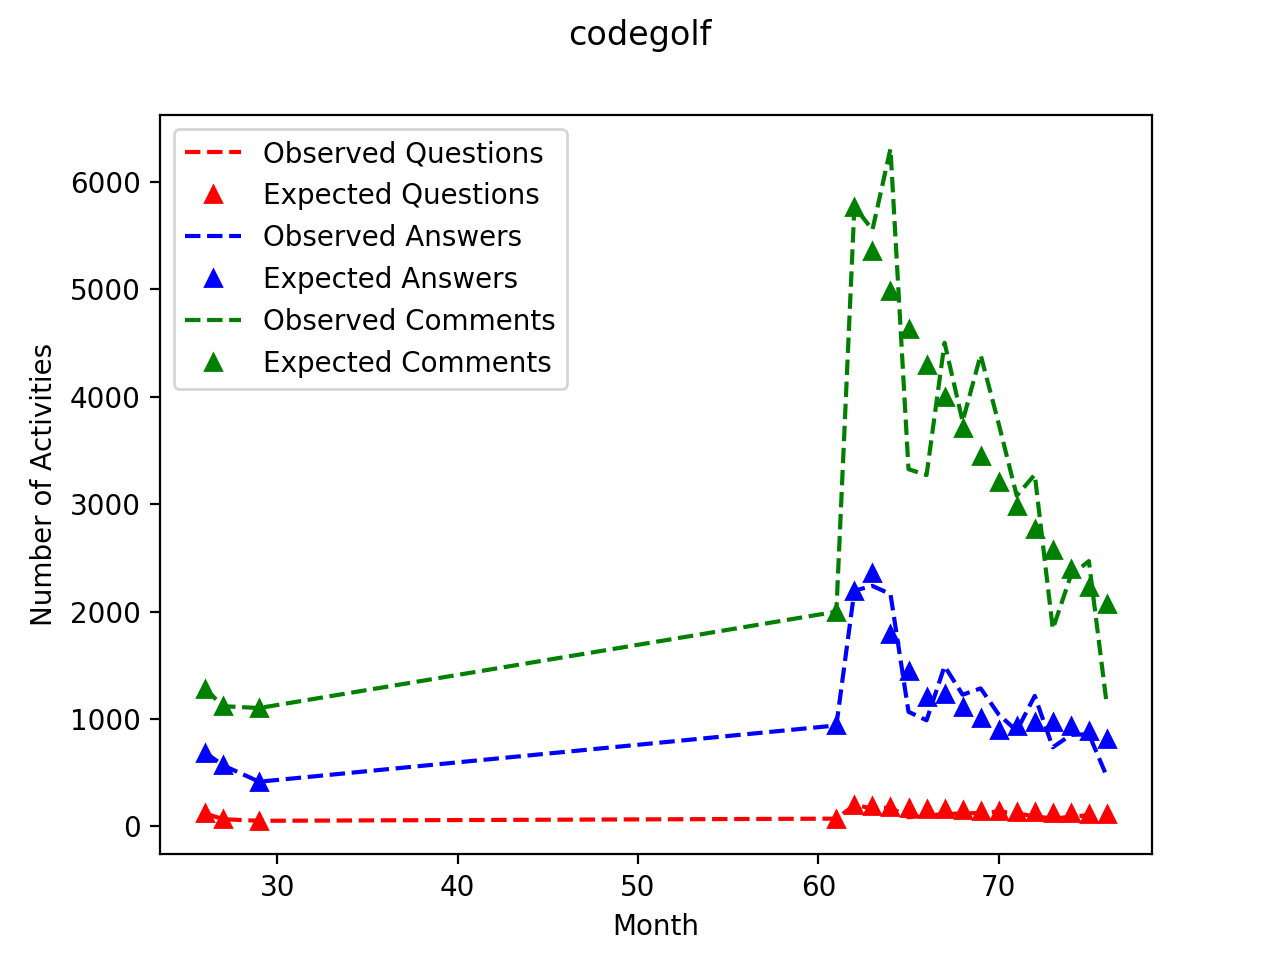 codegolf
Observed Questions
Expected Questions
Observed Answers
Expected Answers
Observed Comments
Expected Comments
Number of Activities
6000
5000
4000
3000
2000
1000
0
30 40 50 60 70
Month